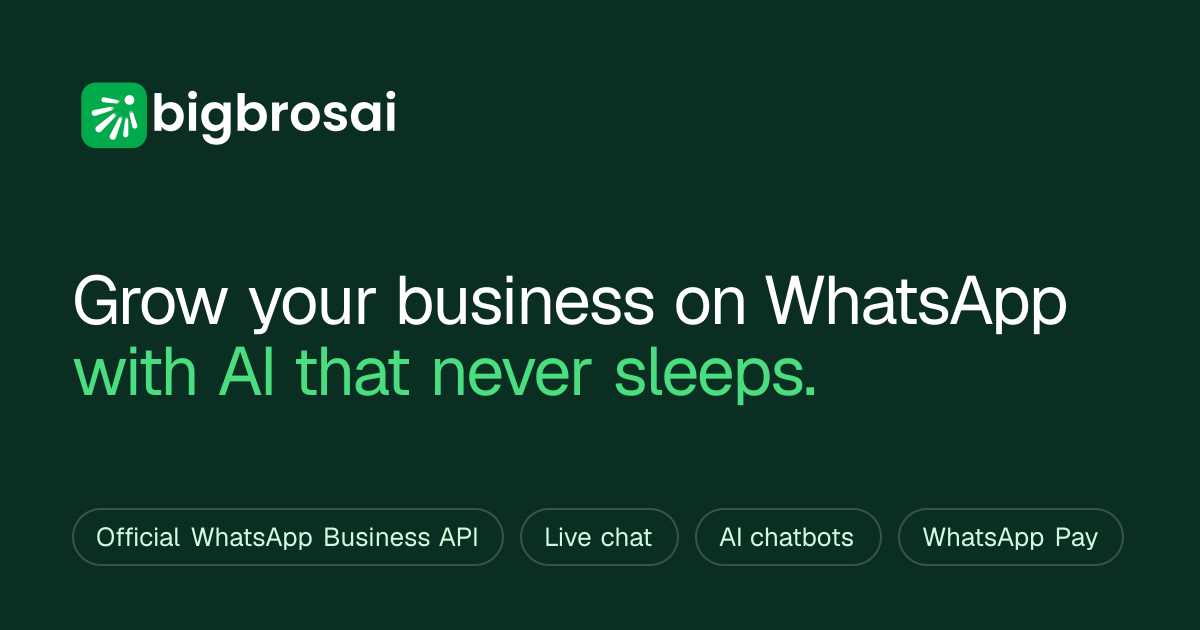 bigbrosai
Grow your business on WhatsApp
with AI that never sleeps.
Official WhatsApp Business API
Live chat
AI chatbots
WhatsApp Pay